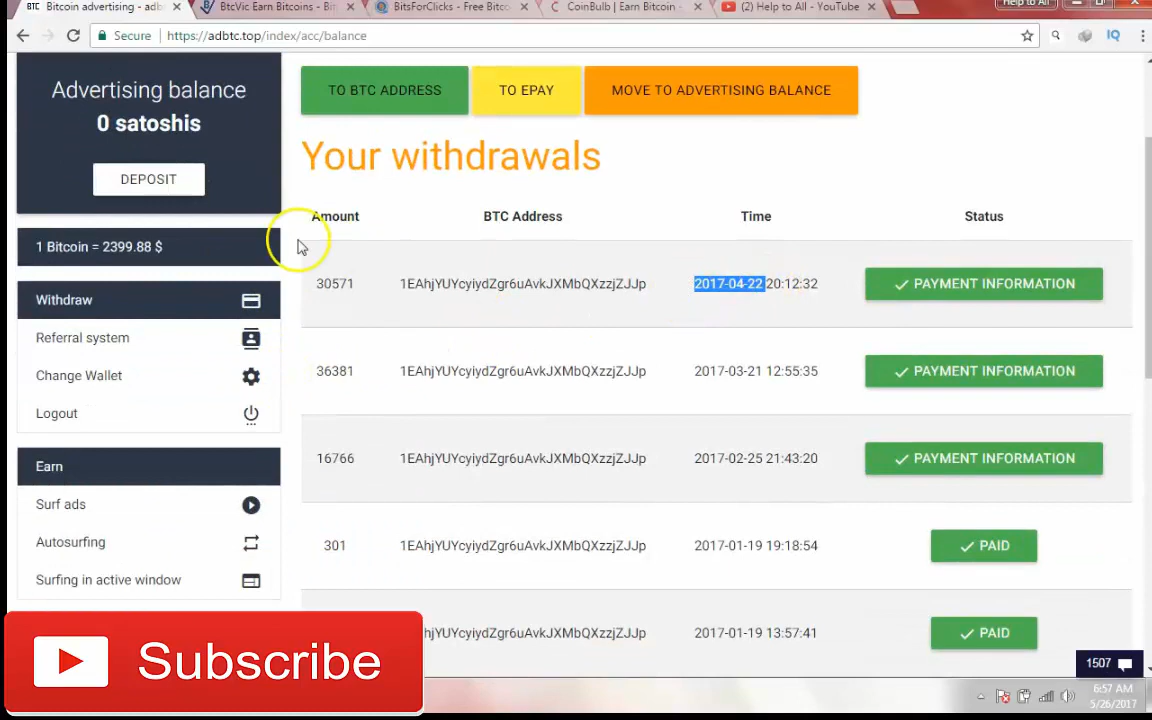 BTC Bitcoin advertising - adb
BtcVic Earn Bitcoins - Bit
BitsForClicks - Free Bitco
CoinBulb | Earn Bitcoin -
(2) Help to All - YouTube
Help to All
Secure
https://adbtc.top/index/acc/balance
IQ
Advertising balance
0 satoshis
DEPOSIT
1 Bitcoin = 2399.88 $
Withdraw
Referral system
Change Wallet
Logout
Earn
Surf ads
Autosurfing
Surfing in active window
TO BTC ADDRESS
TO EPAY
MOVE TO ADVERTISING BALANCE
Your withdrawals
Amount BTC Address Time Status
30571 1EAhjYUYcyiydZgr6uAvkJXMbQXzzjZJJp 2017-04-22 20:12:32 PAYMENT INFORMATION
36381 1EAhjYUYcyiydZgr6uAvkJXMbQXzzjZJJp 2017-03-21 12:55:35 PAYMENT INFORMATION
16766 1EAhjYUYcyiydZgr6uAvkJXMbQXzzjZJJp 2017-02-25 21:43:20 PAYMENT INFORMATION
301 1EAhjYUYcyiydZgr6uAvkJXMbQXzzjZJJp 2017-01-19 19:18:54 PAID
hjYUYcyiydZgr6uAvkJXMbQXzzjZJJp 2017-01-19 13:57:41 PAID
Subscribe
1507
6:57 AM
5/26/2017